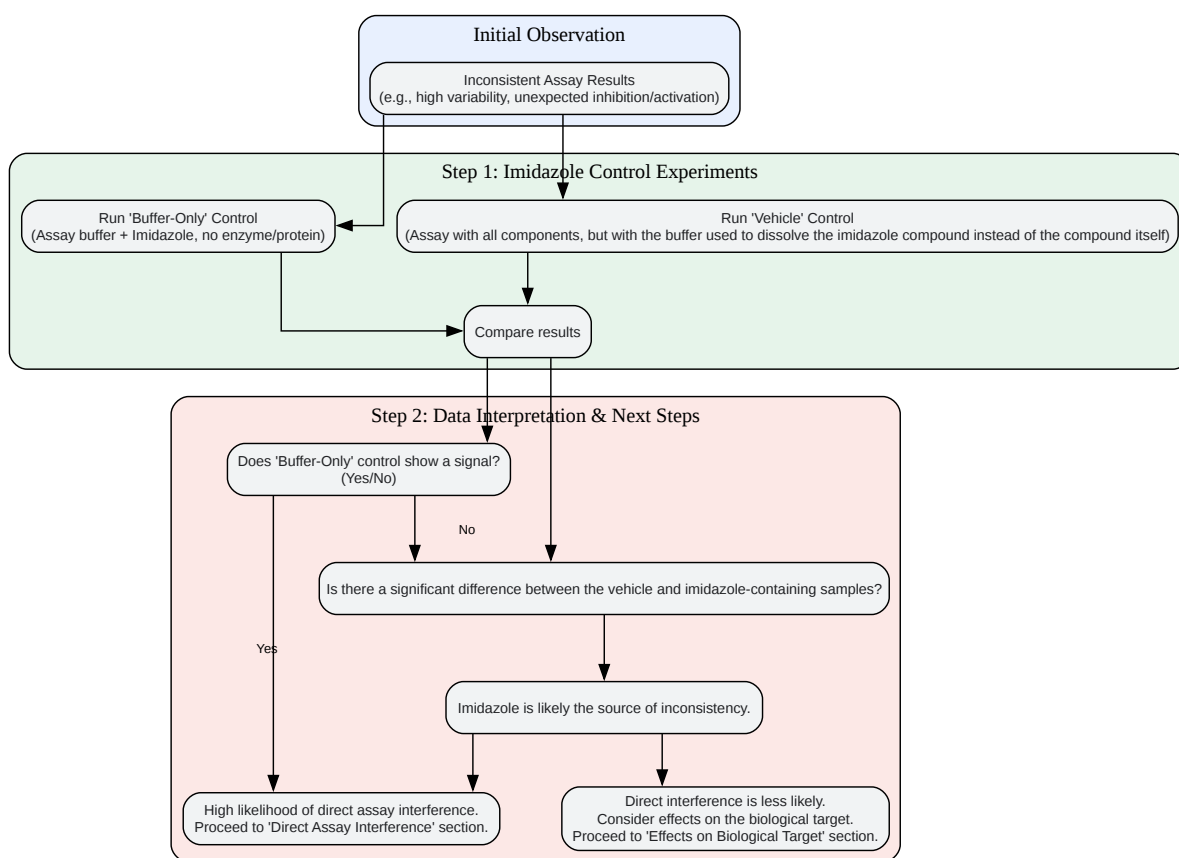 Initial Observation
Inconsistent Assay Results
(e.g., high variability, unexpected inhibition/activation)
Step 1: Imidazole Control Experiments
Run 'Buffer-Only' Control
(Assay buffer + Imidazole, no enzyme/protein)
Run 'Vehicle' Control
(Assay with all components, but with the buffer used to dissolve the imidazole compound instead of the compound itself)
Compare results
Step 2: Data Interpretation & Next Steps
Does 'Buffer-Only' control show a signal?
(Yes/No)
No
Is there a significant difference between the vehicle and imidazole-containing samples?
Yes
Imidazole is likely the source of inconsistency.
High likelihood of direct assay interference.
Proceed to 'Direct Assay Interference' section.
Direct interference is less likely.
Consider effects on the biological target.
Proceed to 'Effects on Biological Target' section.